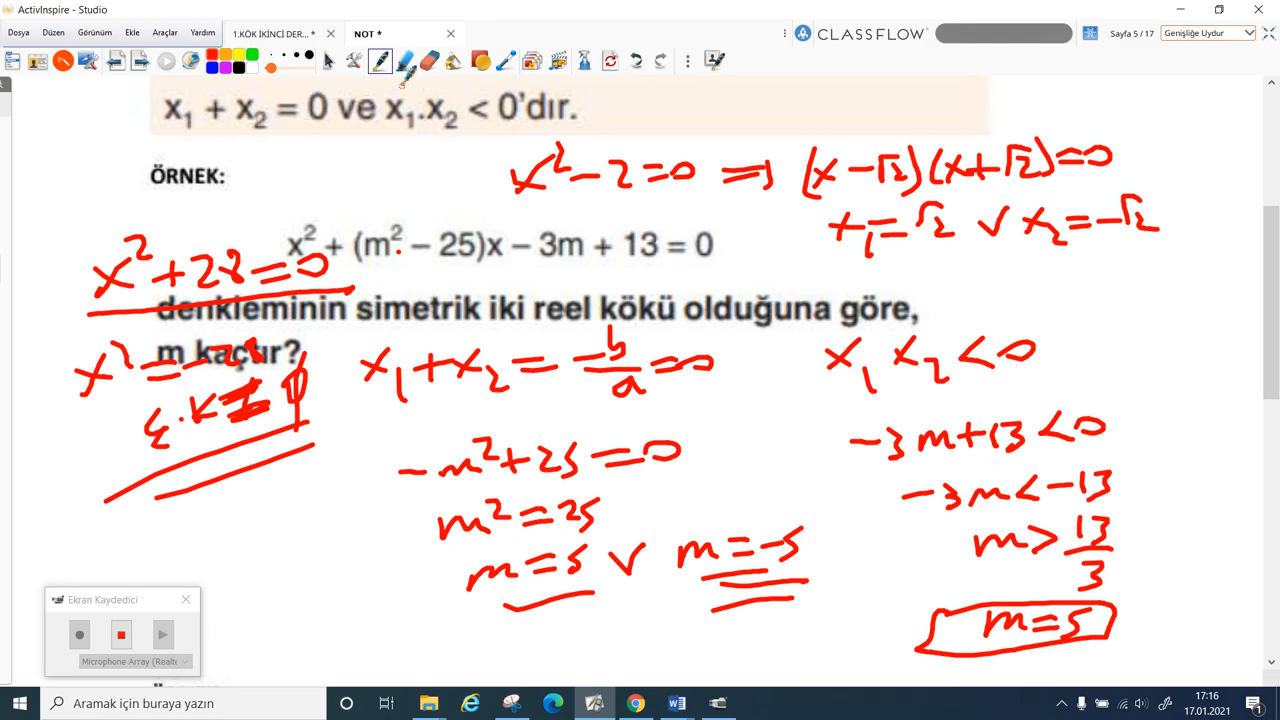 ActivInspire - Studio
Dosya Düzen Görünüm Ekle Araçlar Yardım
1.KÖK İKİNCİ DER... *
NOT *
CLASSFLOW
Sayfa 5 / 17
Genişliğe Uydur
x₁ + x₂ = 0 ve x₁.x₂ < 0'dır.
ÖRNEK:
x² - 2 = 0 ⇒ (x - √2)(x + √2) = 0
x₁ = √2 ∨ x₂ = -√2
x² + (m² – 25)x – 3m + 13 = 0
x² + 28 = 0
denkleminin simetrik iki reel kökü olduğuna göre,
m kaçtır?
x² = -28
Ç.K
x₁ + x₂ = -b/a = 0
-m² + 25 = 0
m² = 25
m = 5 ∨ m = -5
x₁ x₂ < 0
-3m + 13 < 0
-3m < -13
m > 13/3
m = 5
Ekran Kaydedici
Microphone Array (Realte
Aramak için buraya yazın
17:16
17.01.2021